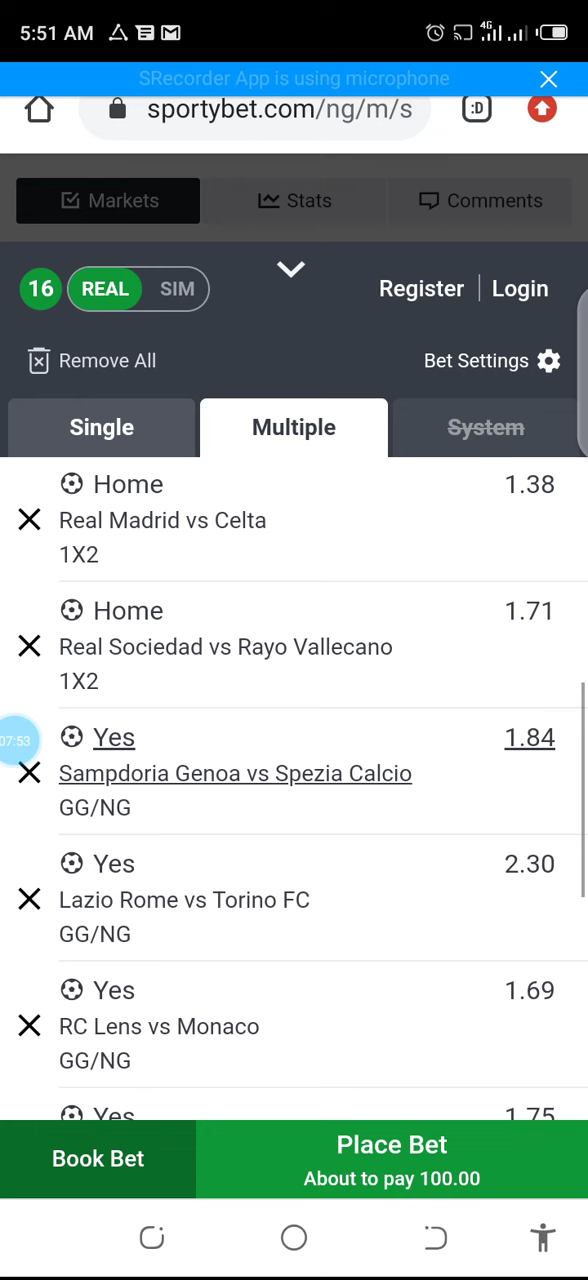 5:51 AM
4G
SRecorder App is using microphone
sportybet.com/ng/m/s
:D
Markets
Stats
Comments
16
REAL
SIM
Register
Login
Remove All
Bet Settings
Single
Multiple
System
Home
1.38
Real Madrid vs Celta
1X2
Home
1.71
Real Sociedad vs Rayo Vallecano
1X2
07:53
Yes
1.84
Sampdoria Genoa vs Spezia Calcio
GG/NG
Yes
2.30
Lazio Rome vs Torino FC
GG/NG
Yes
1.69
RC Lens vs Monaco
GG/NG
Yes
1.75
Book Bet
Place Bet
About to pay 100.00